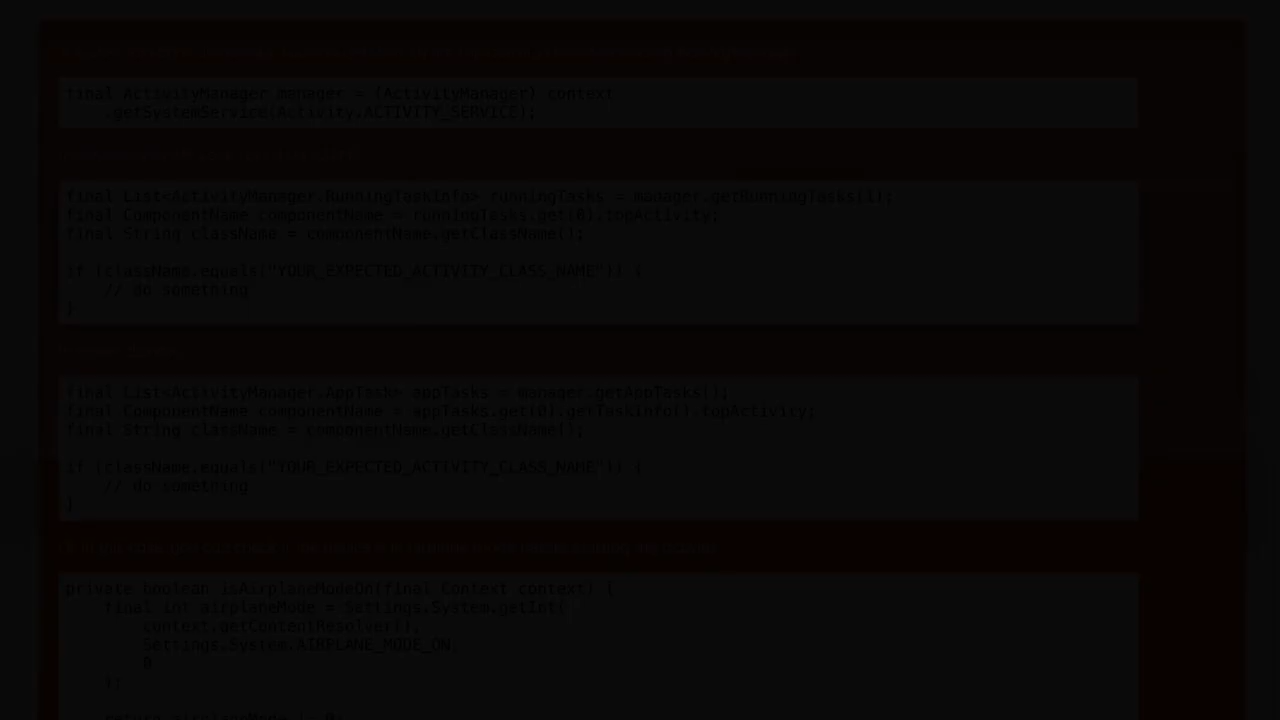 final ActivityManager manager = (ActivityManager) context
    .getSystemService(Activity.ACTIVITY_SERVICE);
final List<ActivityManager.RunningTaskInfo> runningTasks = manager.getRunningTasks(1);
final ComponentName componentName = runningTasks.get(0).topActivity;
final String className = componentName.getClassName();
if (className.equals("YOUR_EXPECTED_ACTIVITY_CLASS_NAME")) {
    // do something
}
final List<ActivityManager.AppTask> appTasks = manager.getAppTasks();
final ComponentName componentName = appTasks.get(0).getTaskInfo().topActivity;
final String className = componentName.getClassName();
if (className.equals("YOUR_EXPECTED_ACTIVITY_CLASS_NAME")) {
    // do something
}
private boolean isAirplaneModeOn(final Context context) {
    final int airplaneMode = Settings.System.getInt(
        context.getContentResolver(),
        Settings.System.AIRPLANE_MODE_ON,
        0
    );
    return airplaneMode != 0;